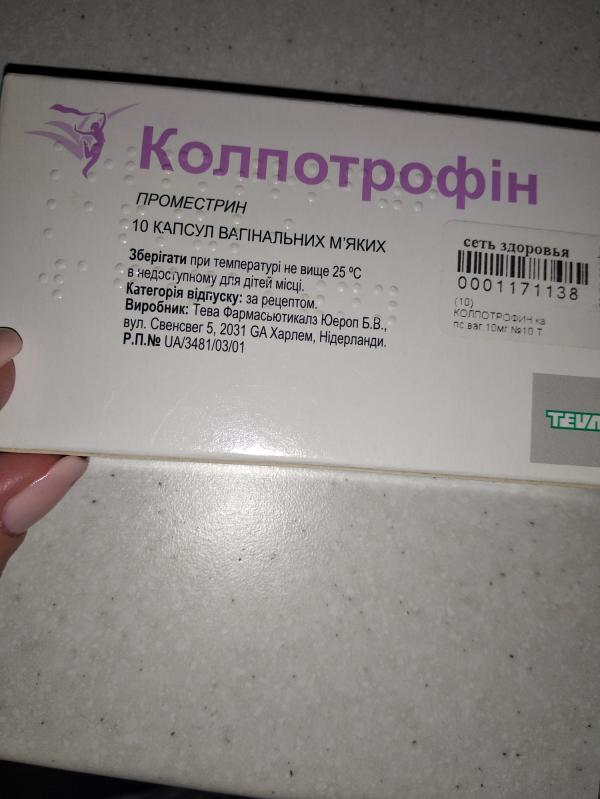 Колпотрофін
ПРОМЕСТРИН
10 КАПСУЛ ВАГІНАЛЬНИХ М'ЯКИХ
Зберігати при температурі не вище 25 ºС
в недоступному для дітей місці.
Категорія відпуску: за рецептом.
Виробник: Тева Фармасьютикалз Юероп Б.В.,
вул. Свенсвег 5, 2031 GA Харлем, Нідерланди.
Р.П.№ UA/3481/03/01
сеть здоровья
0001171138
(10)
КОЛПОТРОФИН ка
пс ваг 10мг №10 Т
TEVA